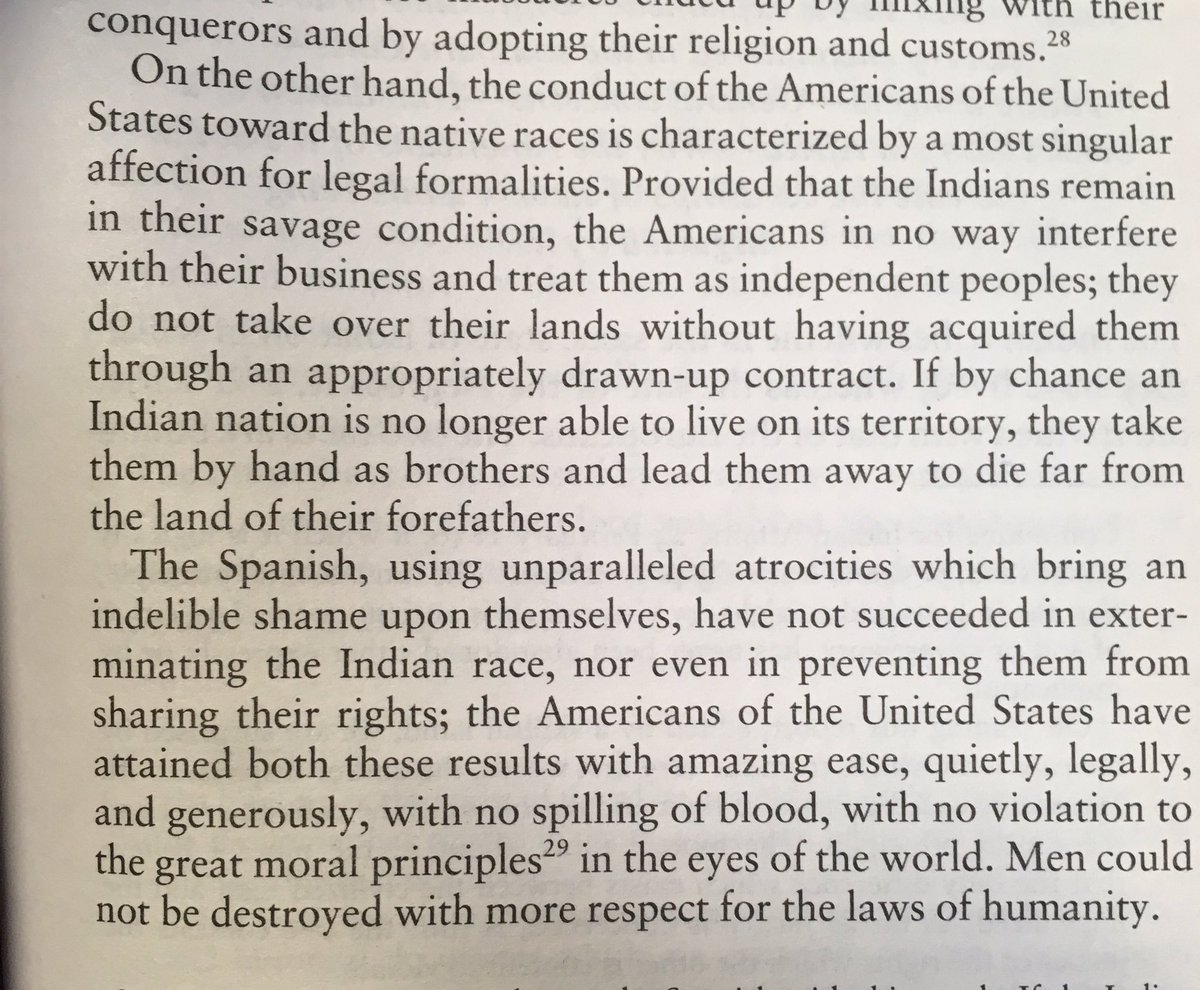 massacres ended up by mixing with their
conquerors and by adopting their religion and customs.28
On the other hand, the conduct of the Americans of the United
States toward the native races is characterized by a most singular
affection for legal formalities. Provided that the Indians remain
in their savage condition, the Americans in no way interfere
with their business and treat them as independent peoples; they
do not take over their lands without having acquired them
through an appropriately drawn-up contract. If by chance an
Indian nation is no longer able to live on its territory, they take
them by hand as brothers and lead them away to die far from
the land of their forefathers.
The Spanish, using unparalleled atrocities which bring an
indelible shame upon themselves, have not succeeded in exter-
minating the Indian race, nor even in preventing them from
sharing their rights; the Americans of the United States have
attained both these results with amazing ease, quietly, legally,
and generously, with no spilling of blood, with no violation to
the great moral principles29 in the eyes of the world. Men could
not be destroyed with more respect for the laws of humanity.